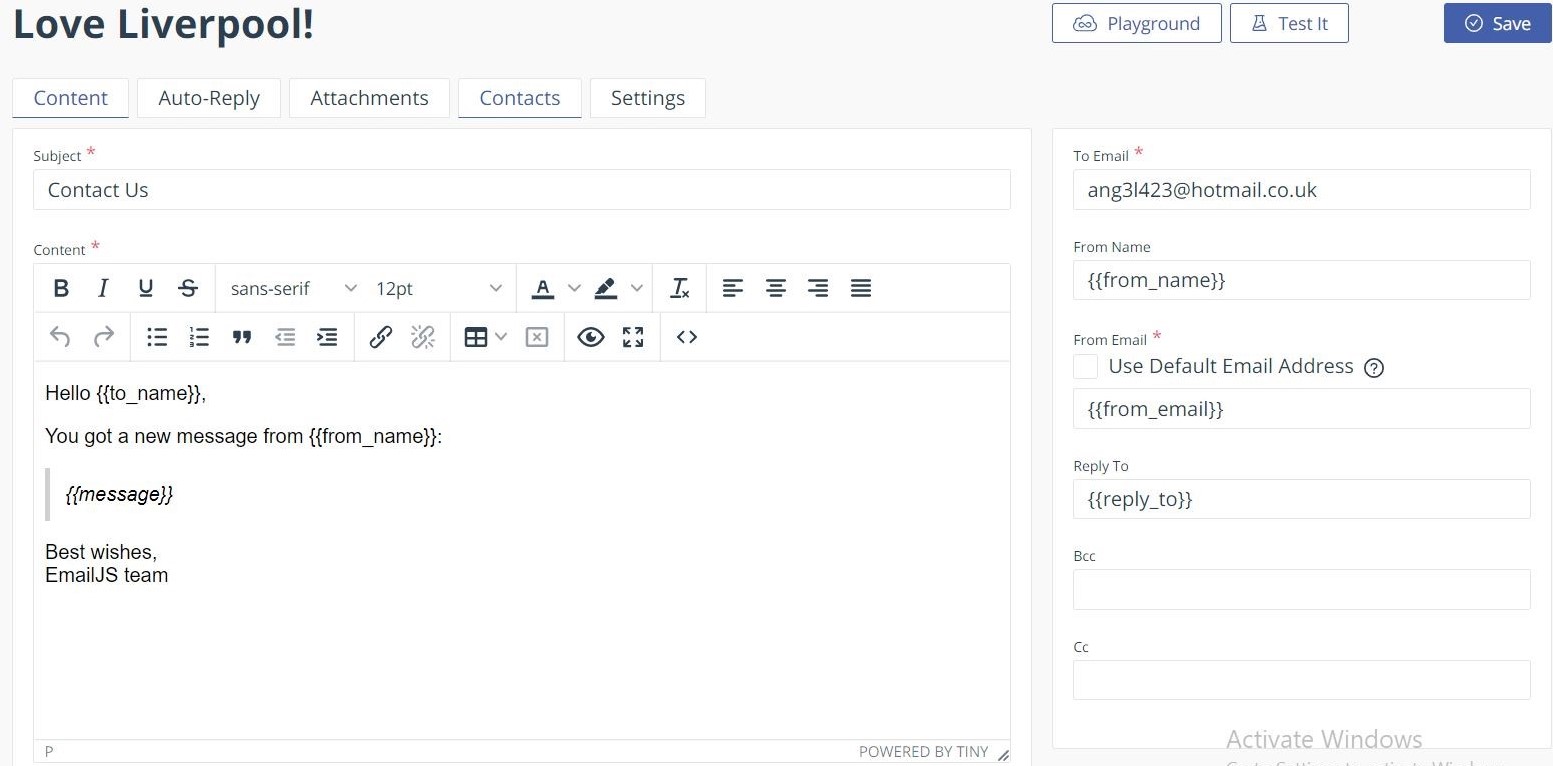 Love Liverpool!
Playground
Test It
Save
Content
Auto-Reply
Attachments
Contacts
Settings
Subject *
Contact Us
Content *
B I U S sans-serif 12pt A
Hello {{to_name}},
You got a new message from {{from_name}}:
{{message}}
Best wishes,
EmailJS team
P
POWERED BY TINY
To Email *
ang3l423@hotmail.co.uk
From Name
{{from_name}}
From Email *
Use Default Email Address
{{from_email}}
Reply To
{{reply_to}}
Bcc
Cc
Activate Windows